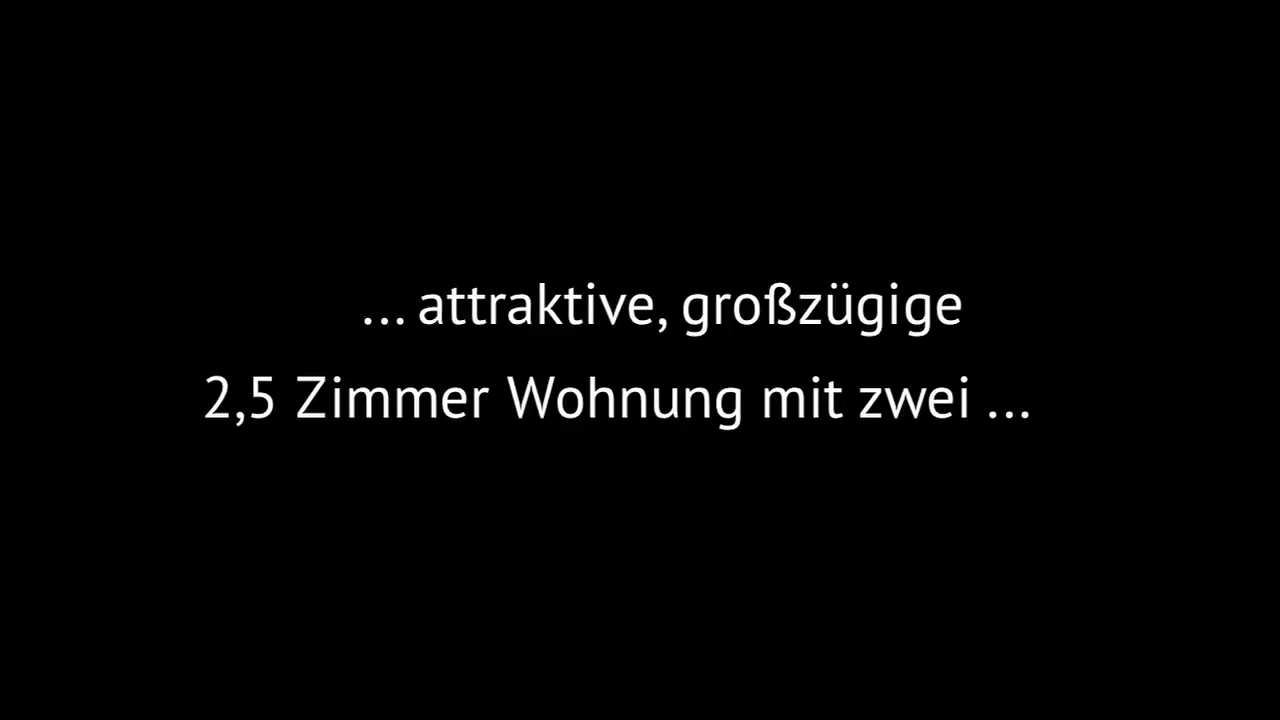 ... attraktive, großzügige
2,5 Zimmer Wohnung mit zwei ...